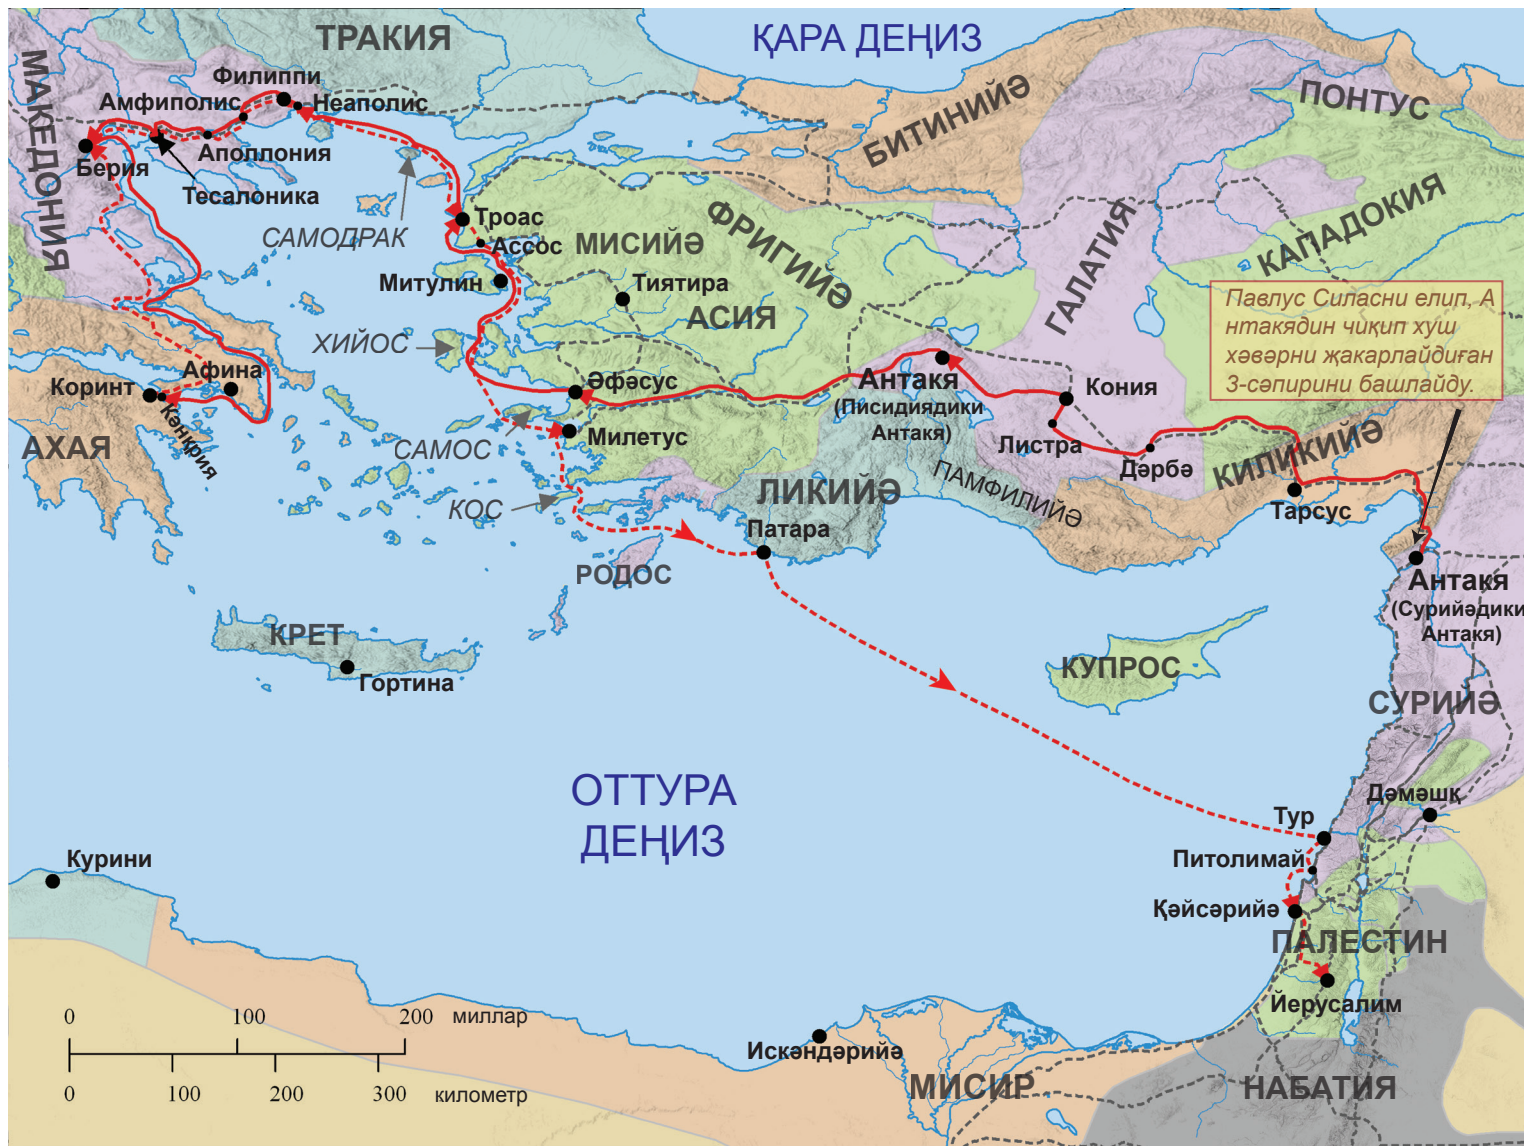 ТРАКИЯ
ҚАРА ДЕҢИЗ
МАКЕДОНИЯ
Филиппи
Амфиполис
Неаполис
БИТИНИЙӘ
ПОНТУС
Аполлония
Берия
Тесалоника
Троас
САМОДРАК
Ассос
МИСИЙӘ
ФРИГИЙӘ
ГАЛАТИЯ
КАПАДОКИЯ
Митулин
Тиятира
АСИЯ
Павлус Силасни елип, А
нтакядин чиқип хуш
хәвәрни җакарлайдиған
3-сәпирини башлайду.
ХИЙОС
Афина
Коринт
Кәнкрия
Әфәсус
Антакя
(Писидиядики
Антакя)
Кония
АХАЯ
САМОС
Милетус
Листра
Дәрбә
КИЛИКИЙӘ
ПАМФИЛИЙӘ
ЛИКИЙӘ
КОС
Тарсус
Патара
РОДОС
Антакя
(Сурийәдики
Антакя)
КРЕТ
Гортина
КУПРОС
СУРИЙӘ
ОТТУРА
ДЕҢИЗ
Дәмәшқ
Тур
Питолимай
Курини
Қәйсәрийә
ПАЛЕСТИН
Йерусалим
0 100 200 миллар
0 100 200 300 километр
Искәндәрийә
МИСИР
НАБАТИЯ